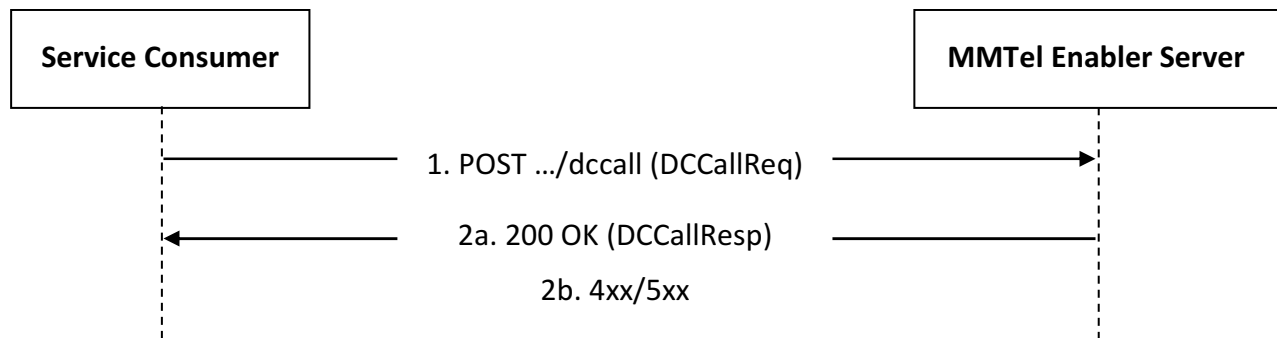 Service Consumer
MMTel Enabler Server
1. POST .../dccall (DCCallReq)
2a. 200 OK (DCCallResp)
2b. 4xx/5xx